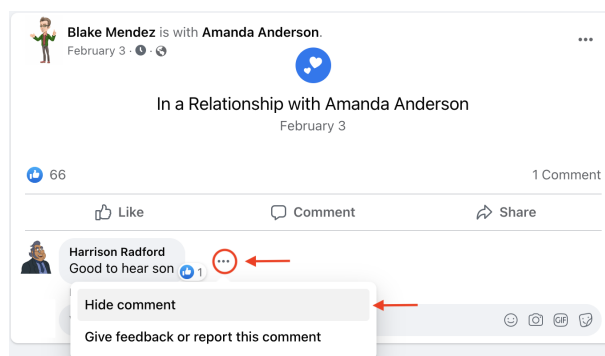 Blake Mendez is with Amanda Anderson.
February 3
In a Relationship with Amanda Anderson
February 3
66
1 Comment
Like
Comment
Share
Harrison Radford
Good to hear son
1
Hide comment
GIF
Give feedback or report this comment